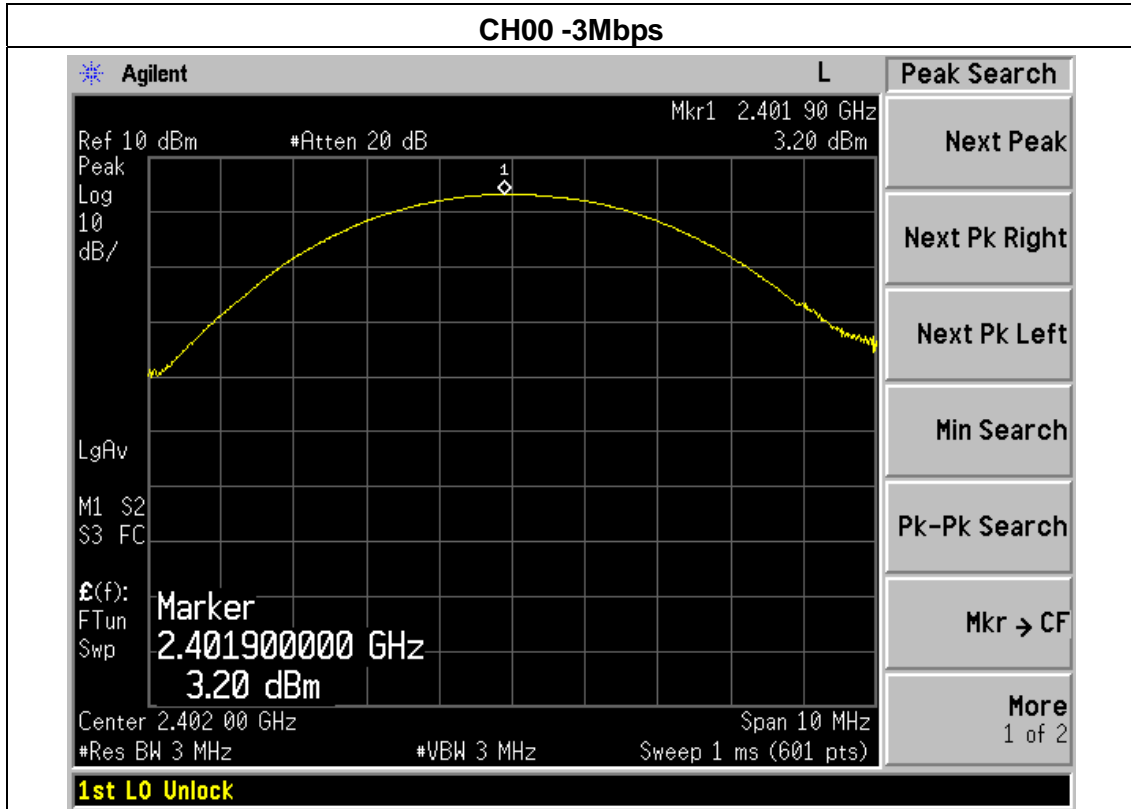 CH00 -3Mbps
Agilent L Peak Search
Mkr1 2.401 90 GHz
Ref 10 dBm #Atten 20 dB 3.20 dBm
Peak
Log
10
dB/
1
LgAv
M1 S2
S3 FC
£(f):
FTun
Swp
Marker
2.401900000 GHz
3.20 dBm
Center 2.402 00 GHz Span 10 MHz
#Res BW 3 MHz #VBW 3 MHz Sweep 1 ms (601 pts)
1st LO Unlock
Next Peak
Next Pk Right
Next Pk Left
Min Search
Pk-Pk Search
Mkr → CF
More
1 of 2